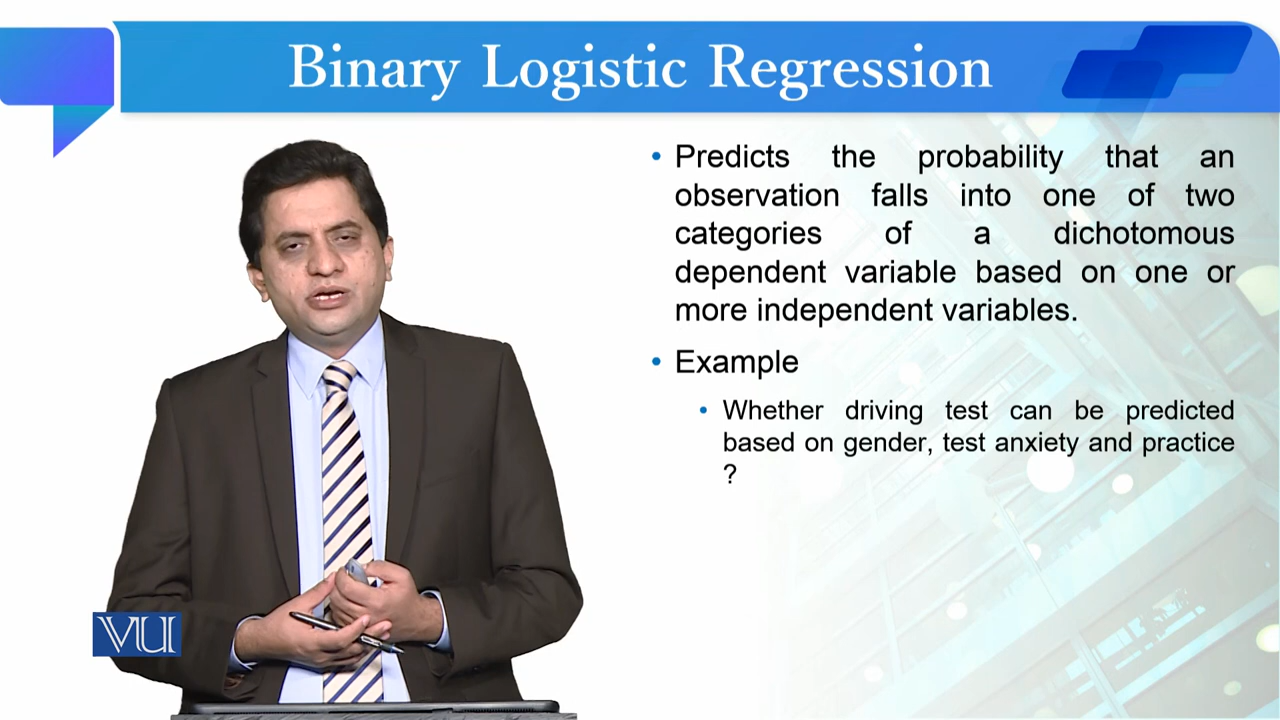 Binary Logistic Regression
• Predicts the probability that an
observation falls into one of two
categories of a dichotomous
dependent variable based on one or
more independent variables.
• Example
• Whether driving test can be predicted
based on gender, test anxiety and practice
?
VU